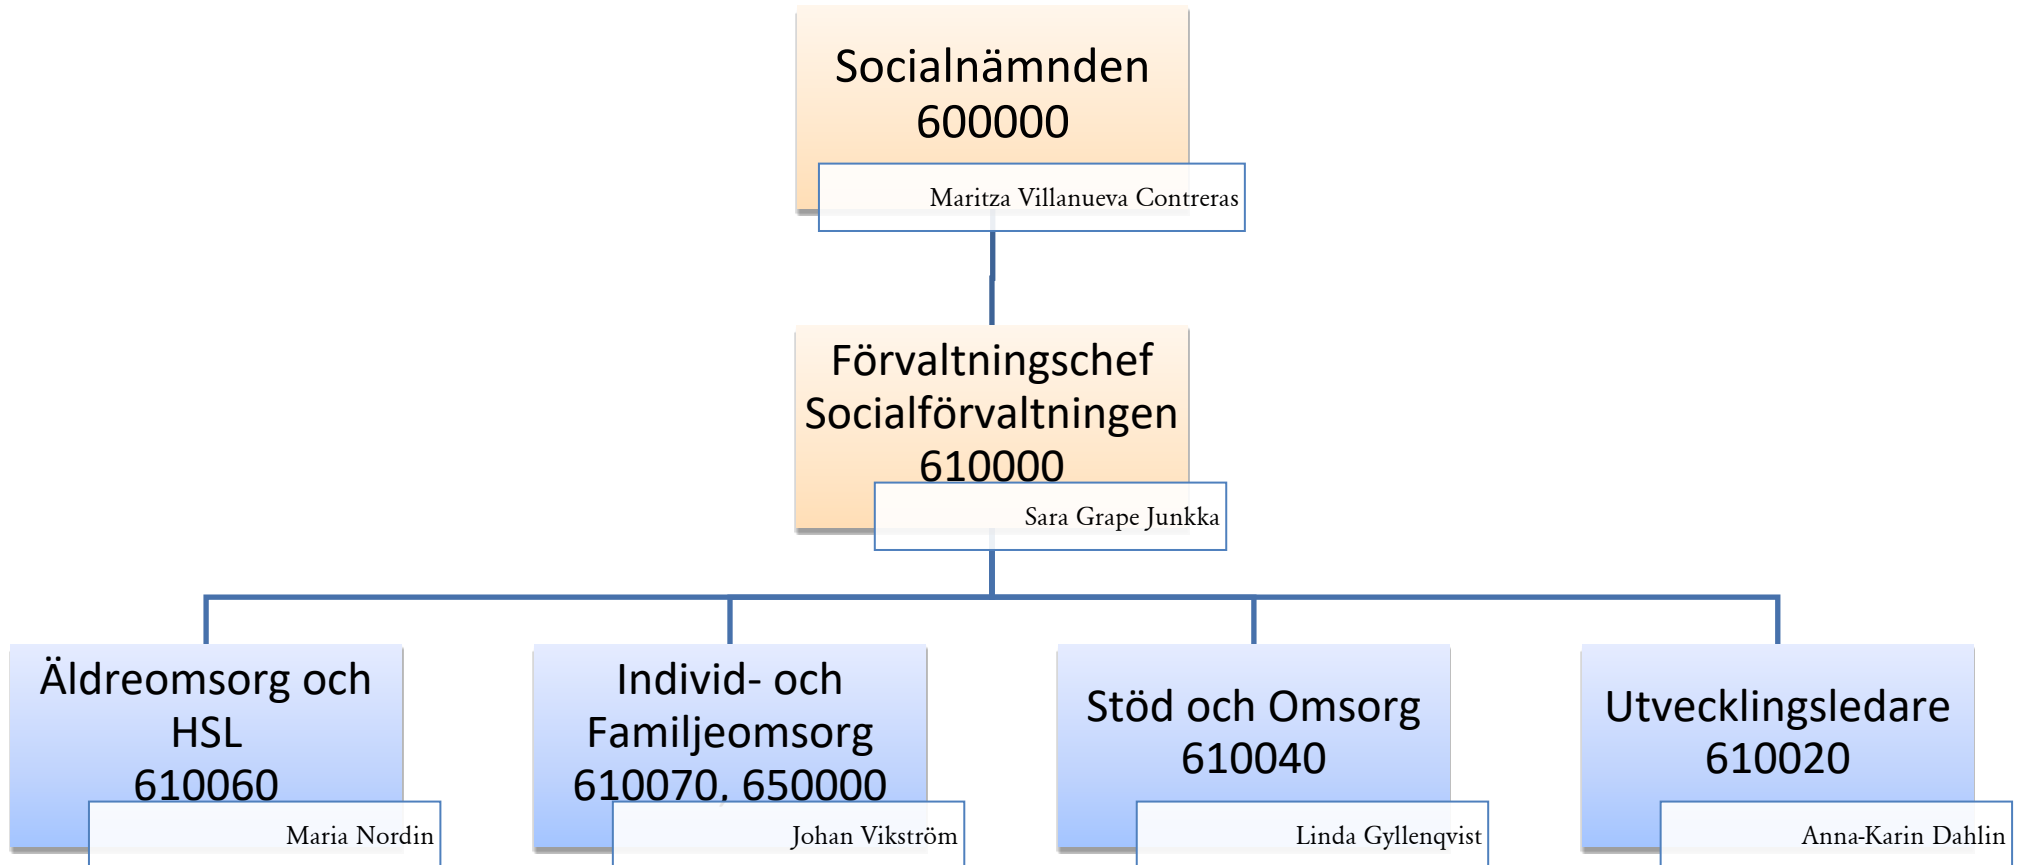 Socialnämnden
600000
Maritza Villanueva Contreras
Förvaltningschef
Socialförvaltningen
610000
Sara Grape Junkka
Äldreomsorg och
HSL
610060
Maria Nordin
Individ- och
Familjeomsorg
610070, 650000
Johan Vikström
Stöd och Omsorg
610040
Linda Gyllenqvist
Utvecklingsledare
610020
Anna-Karin Dahlin